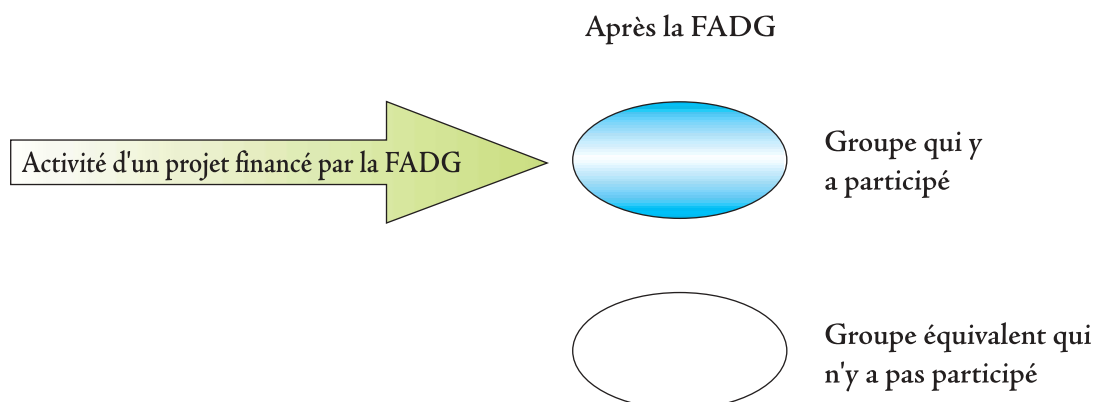 Après la FADG
Activité d'un projet financé par la FADG
Groupe qui y
a participé
Groupe équivalent qui
n'y a pas participé